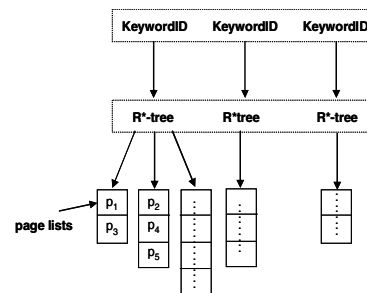 KeywordID KeywordID KeywordID
R*-tree R*tree R*-tree
p1 p2
p3 p4
p5
page lists